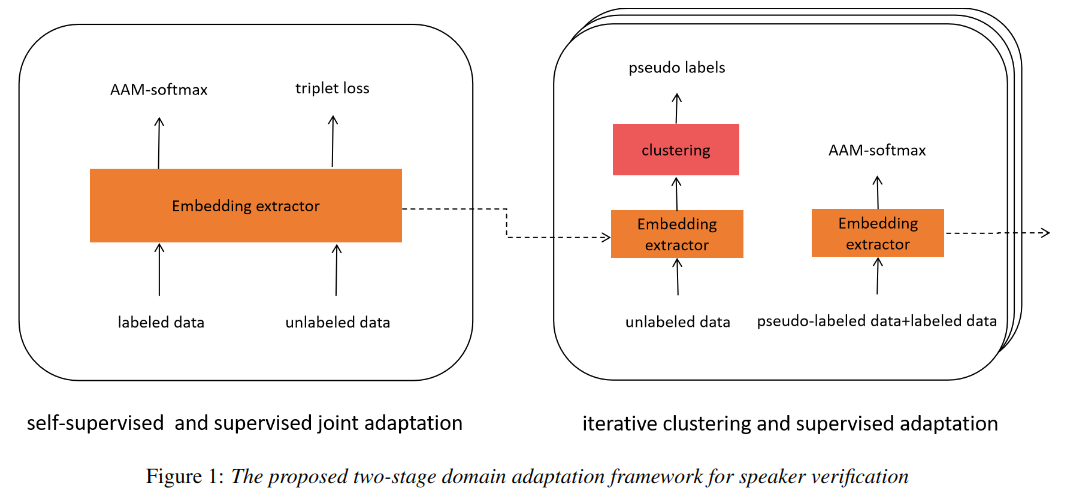 AAM-softmax
triplet loss
Embedding extractor
labeled data
unlabeled data
self-supervised and supervised joint adaptation
pseudo labels
clustering
Embedding
extractor
unlabeled data
AAM-softmax
Embedding
extractor
pseudo-labeled data+labeled data
iterative clustering and supervised adaptation
Figure 1: The proposed two-stage domain adaptation framework for speaker verification